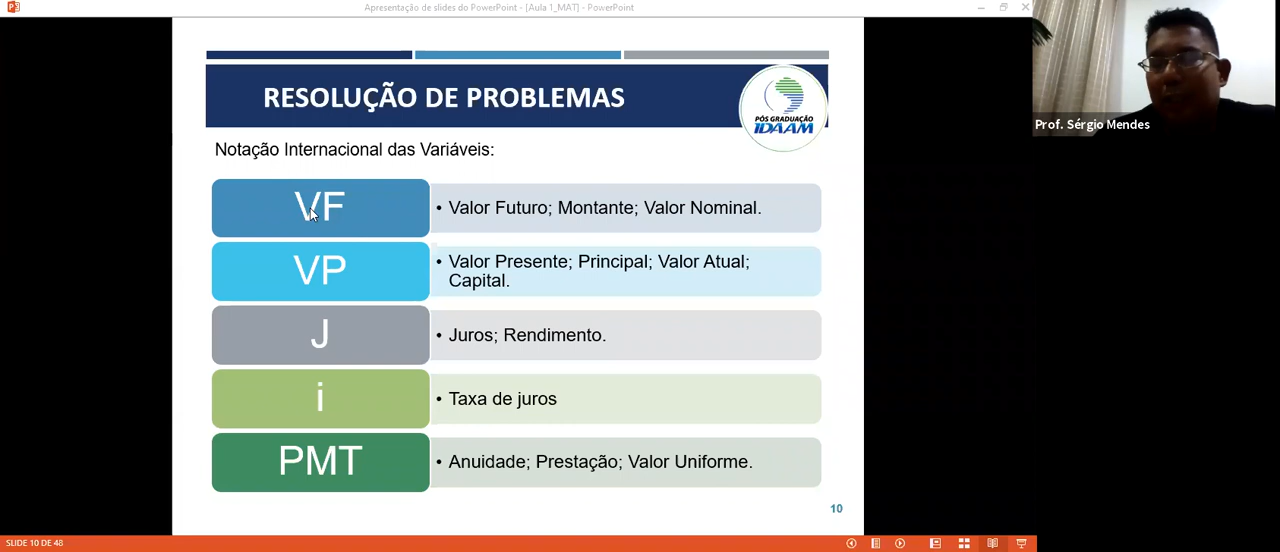 Apresentação de slides do PowerPoint - [Aula 1_MAT] - PowerPoint
RESOLUÇÃO DE PROBLEMAS
PÓS GRADUAÇÃO
IDAAM
Prof. Sérgio Mendes
Notação Internacional das Variáveis:
VF
• Valor Futuro; Montante; Valor Nominal.
VP
• Valor Presente; Principal; Valor Atual;
Capital.
J
• Juros; Rendimento.
i
• Taxa de juros
PMT
• Anuidade; Prestação; Valor Uniforme.
10
SLIDE 10 DE 48